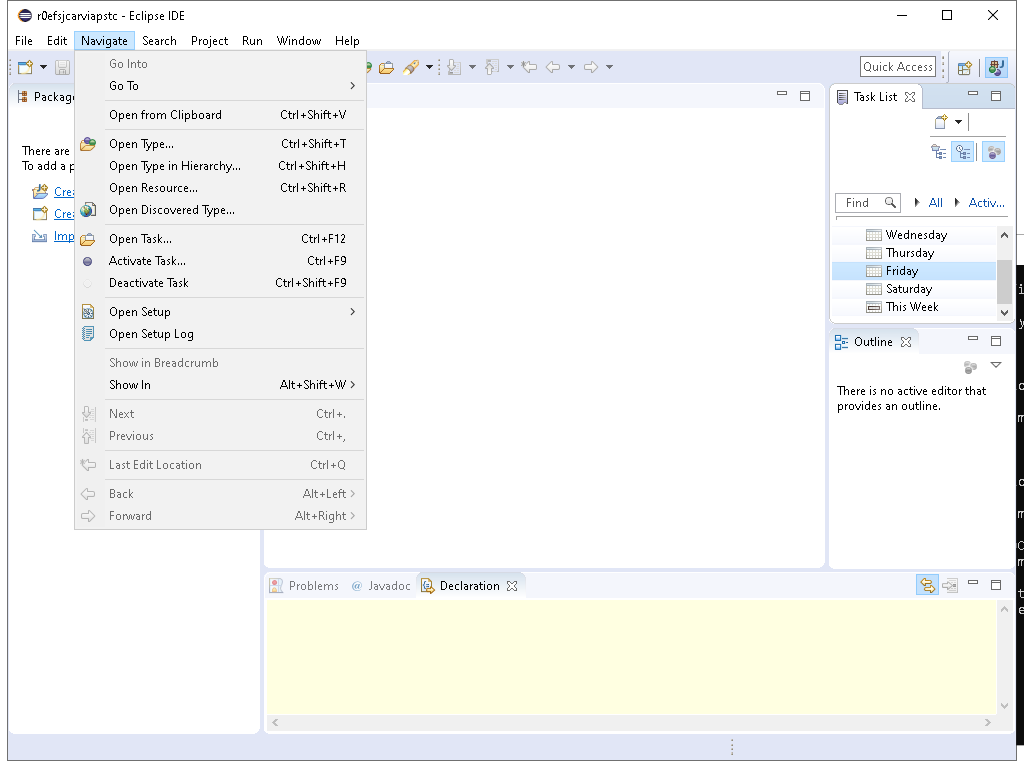 r0efsjcarviapstc - Eclipse IDE
File Edit Navigate Search Project Run Window Help
Quick Access
Go Into
Go To
Open from Clipboard Ctrl+Shift+V
Open Type... Ctrl+Shift+T
Open Type in Hierarchy... Ctrl+Shift+H
Open Resource... Ctrl+Shift+R
Open Discovered Type...
Open Task... Ctrl+F12
Activate Task... Ctrl+F9
Deactivate Task Ctrl+Shift+F9
Open Setup
Open Setup Log
Show in Breadcrumb
Show In Alt+Shift+W
Next Ctrl+.
Previous Ctrl+,
Last Edit Location Ctrl+Q
Back Alt+Left
Forward Alt+Right
Packag
There are
To add a p
Crea
Crea
Imp
Task List
Find All Activ...
Wednesday
Thursday
Friday
Saturday
This Week
Outline
There is no active editor that
provides an outline.
Problems @ Javadoc Declaration